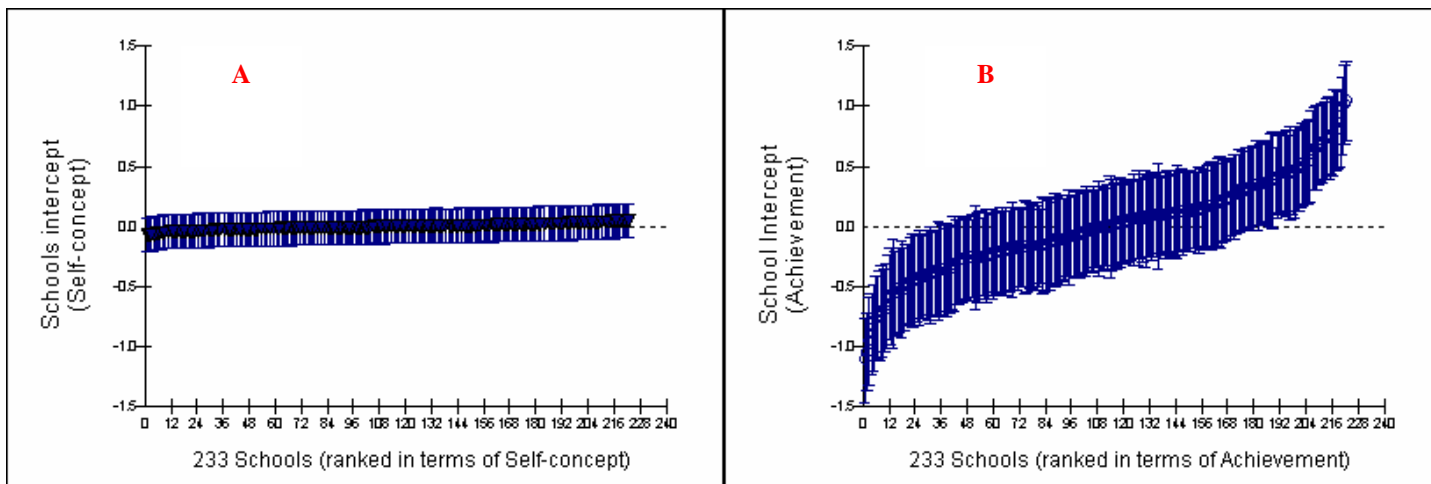 A
1.5
1.0
0.5
0.0
-0.5
-1.0
-1.5
Schools intercept
(Self-concept)
0 12 24 36 48 60 72 84 96 108 120 132 144 156 168 180 192 204 216 228 240
233 Schools (ranked in terms of Self-concept)
B
1.5
1.0
0.5
0.0
-0.5
-1.0
-1.5
School Intercept
(Achievement)
0 12 24 36 48 60 72 84 96 108 120 132 144 156 168 180 192 204 216 228 240
233 Schools (ranked in terms of Achievement)